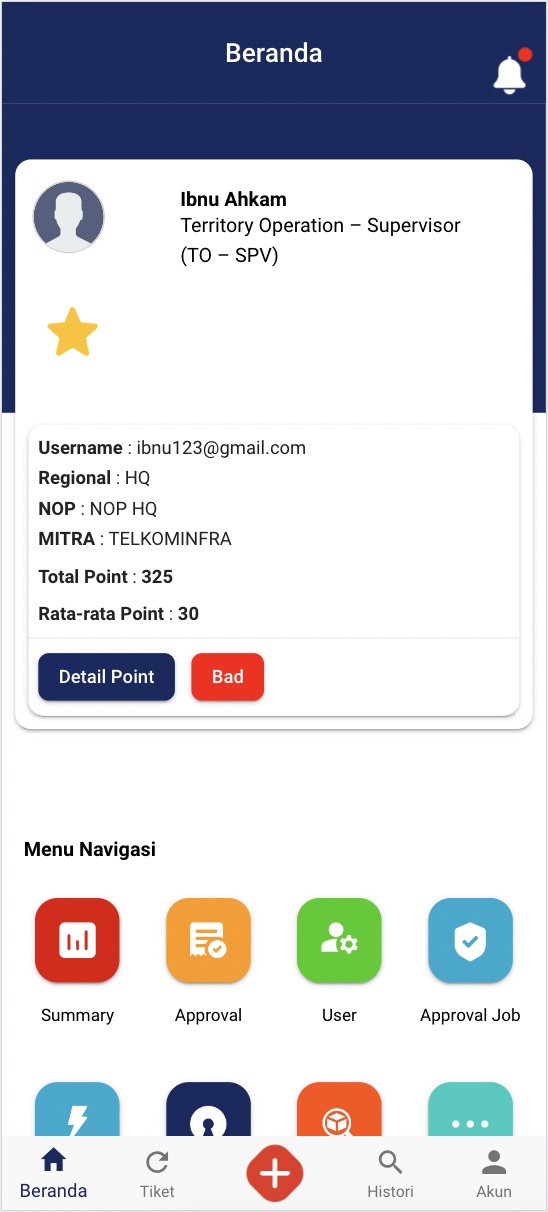 Beranda
Ibnu Ahkam
Territory Operation – Supervisor
(TO – SPV)
Username : ibnu123@gmail.com
Regional : HQ
NOP : NOP HQ
MITRA : TELKOMINFRA
Total Point : 325
Rata-rata Point : 30
Detail Point Bad
Menu Navigasi
Summary Approval User Approval Job
Beranda Tiket Histori Akun